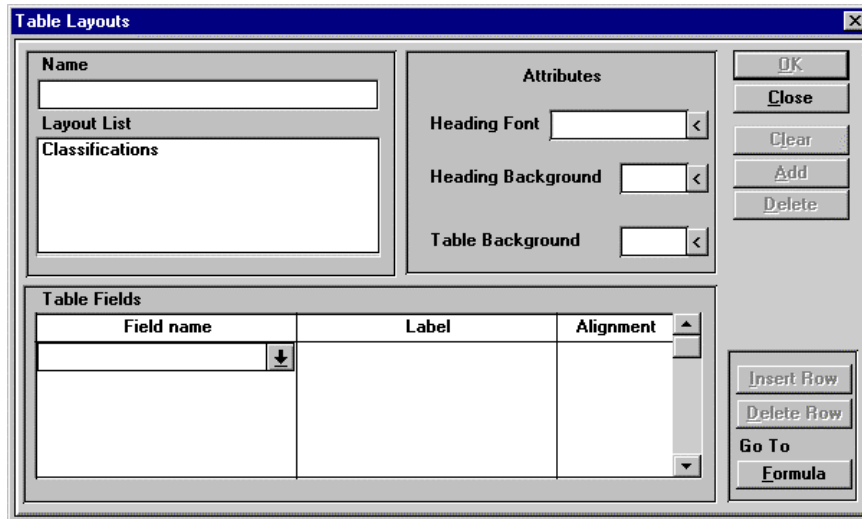 Table Layouts
Name
Layout List
Classifications
Attributes
Heading Font
<
Heading Background
<
Table Background
<
OK
Close
Clear
Add
Delete
Table Fields
Field name
Label
Alignment
Insert Row
Delete Row
Go To
Formula